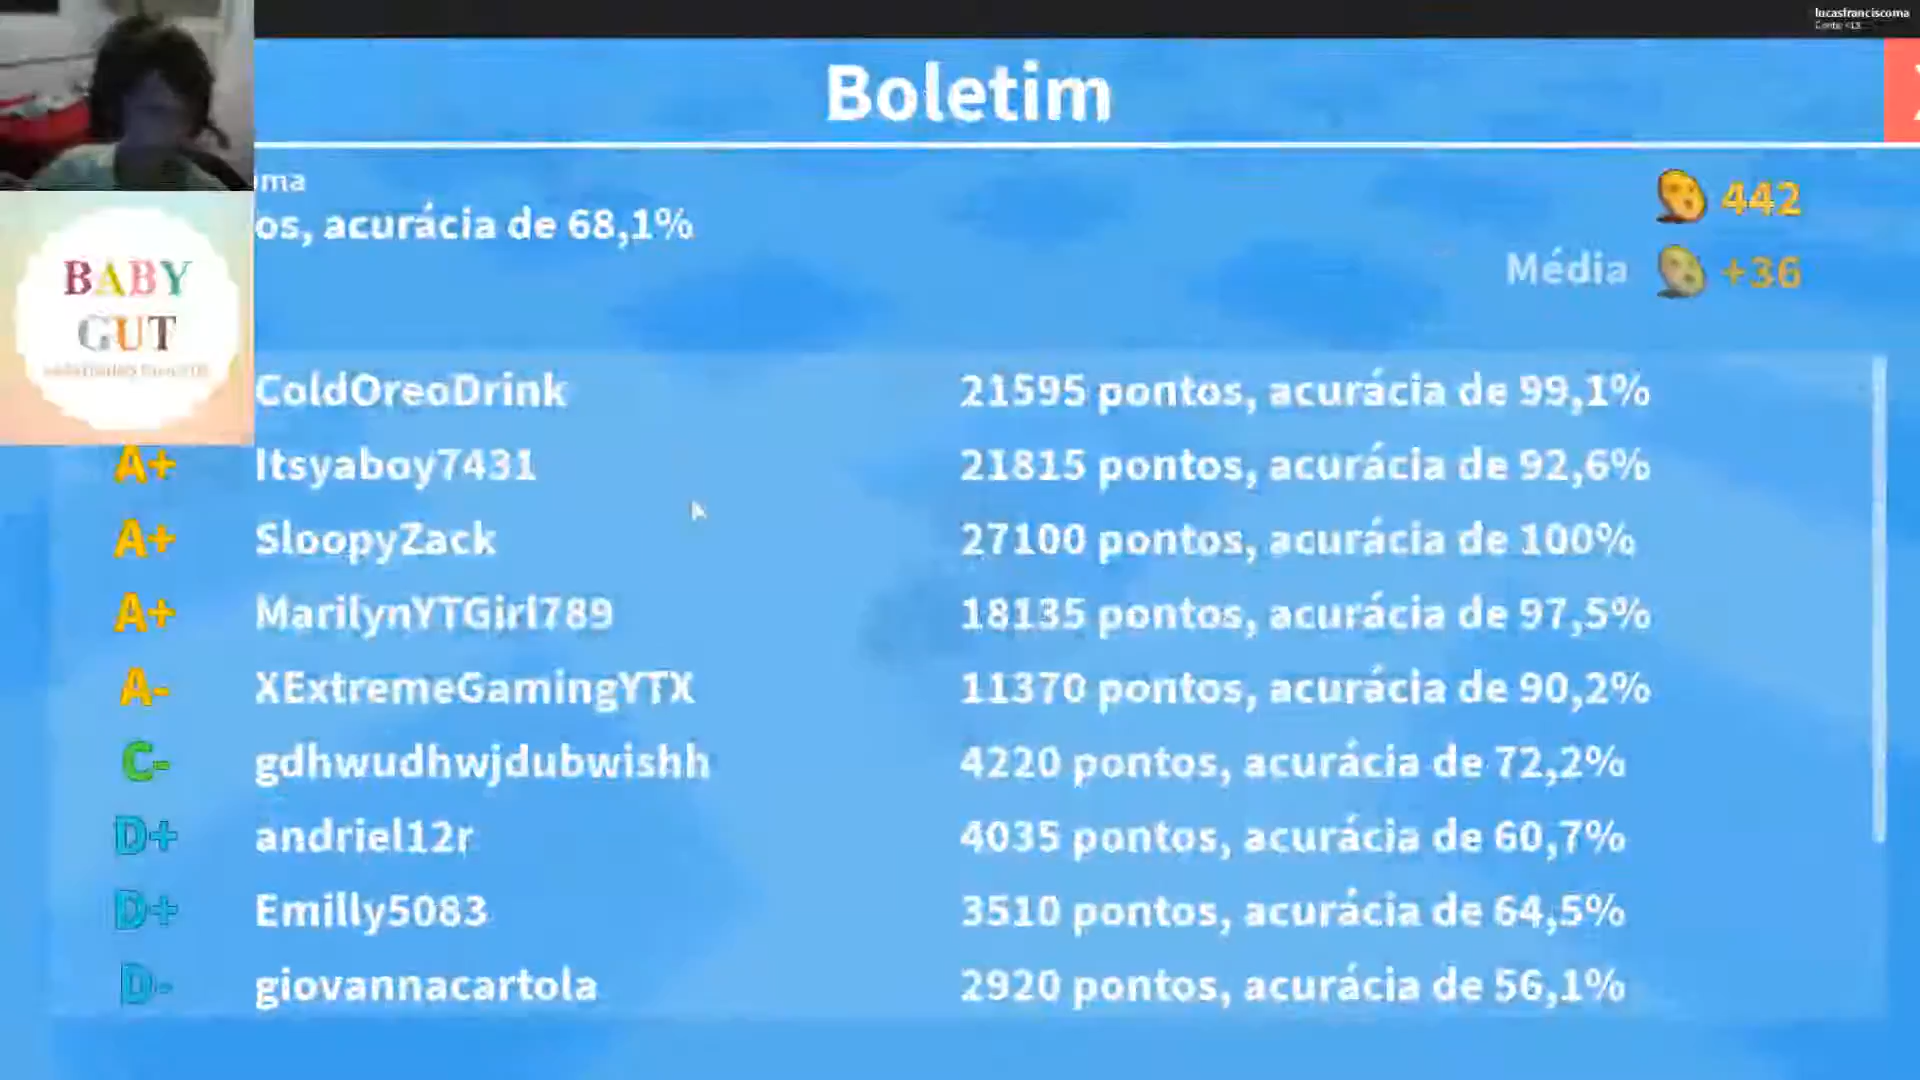 lucasfranciscoma
Boletim
oma
os, acurácia de 68,1%
442
Média +36
BABY
GUT
ColdOreoDrink 21595 pontos, acurácia de 99,1%
A+ Itsyaboy7431 21815 pontos, acurácia de 92,6%
A+ SloopyZack 27100 pontos, acurácia de 100%
A+ MarilynYTGirl789 18135 pontos, acurácia de 97,5%
A- XExtremeGamingYTX 11370 pontos, acurácia de 90,2%
C- gdhwudhwjdubwishh 4220 pontos, acurácia de 72,2%
D+ andriel12r 4035 pontos, acurácia de 60,7%
D+ Emilly5083 3510 pontos, acurácia de 64,5%
D- giovannacartola 2920 pontos, acurácia de 56,1%